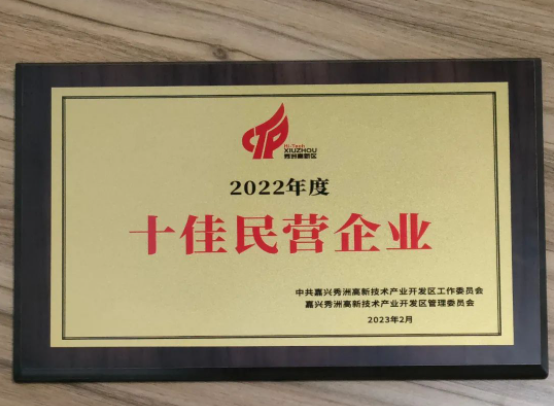 Hi-Tech
XIUZHOU
秀洲高新区
2022年度
十佳民营企业
中共嘉兴秀洲高新技术产业开发区工作委员会
嘉兴秀洲高新技术产业开发区管理委员会
2023年2月